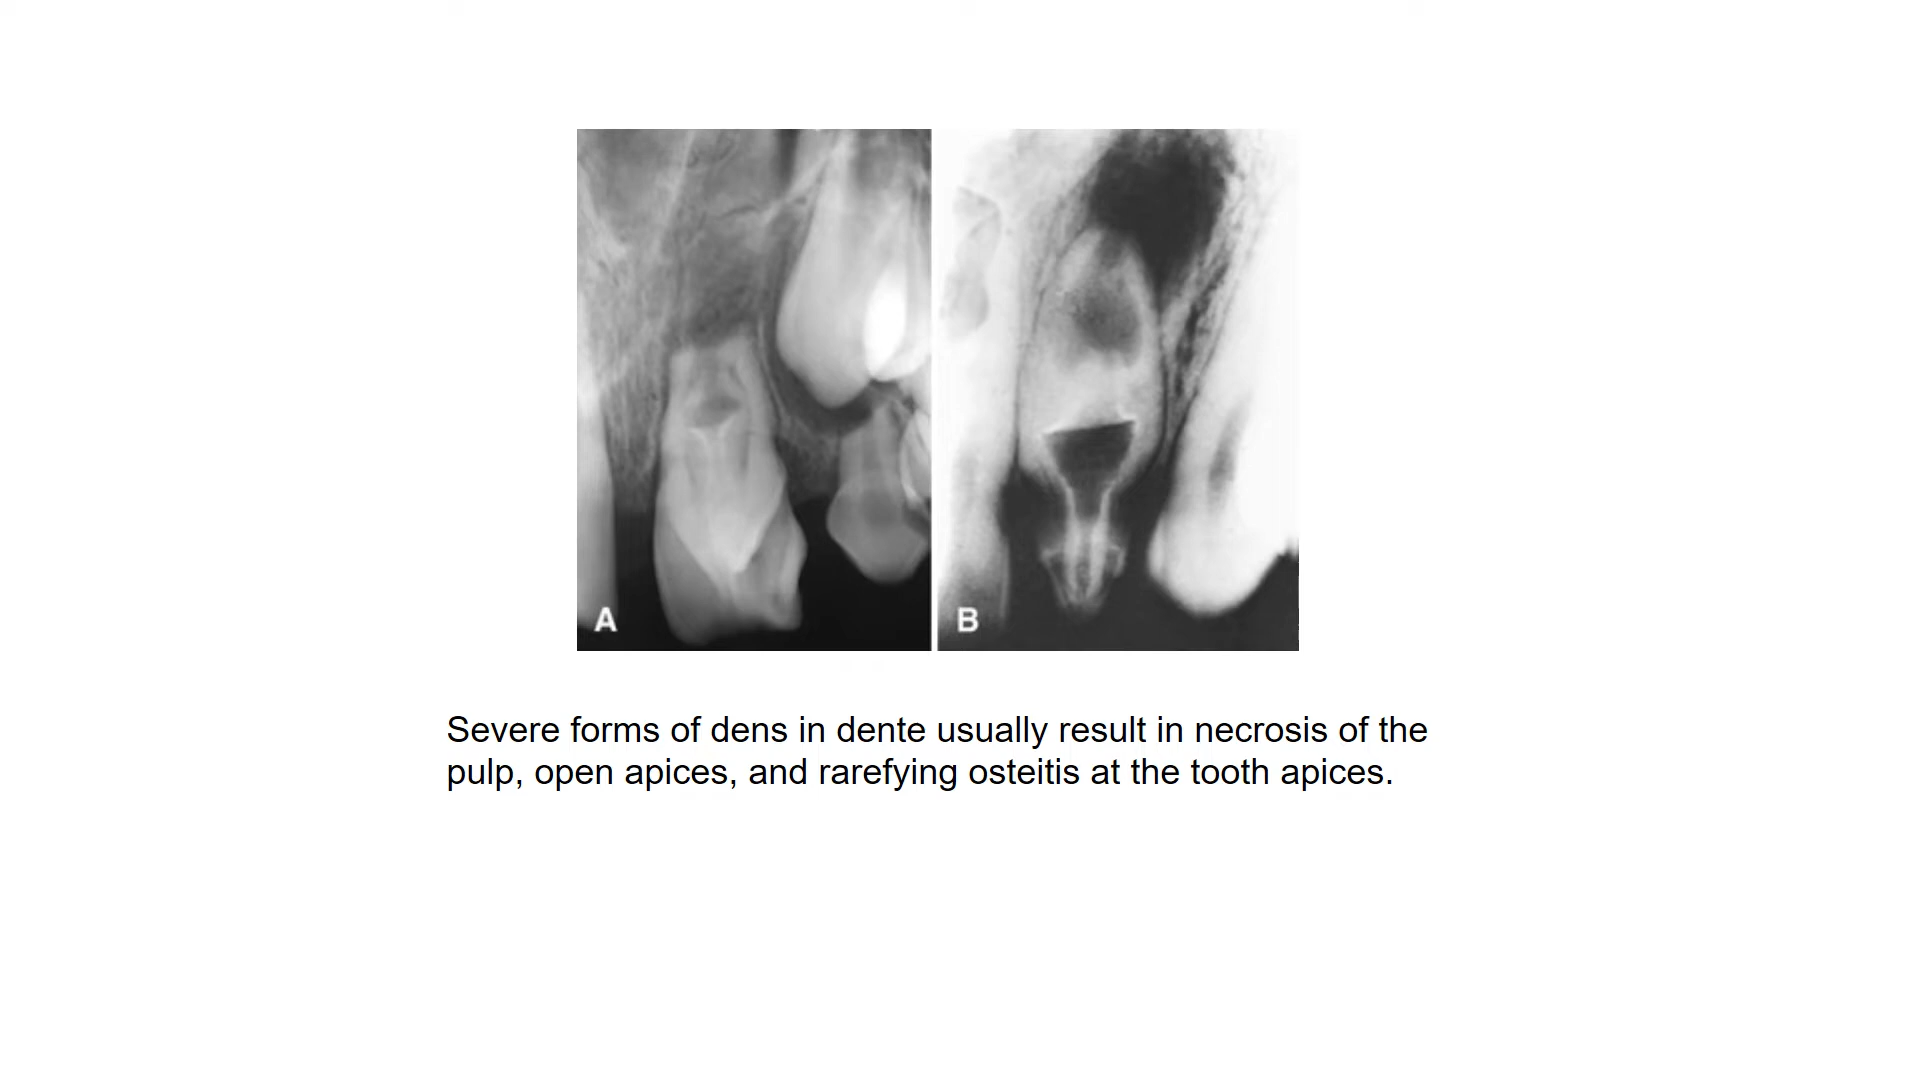 A
B
Severe forms of dens in dente usually result in necrosis of the
pulp, open apices, and rarefying osteitis at the tooth apices.